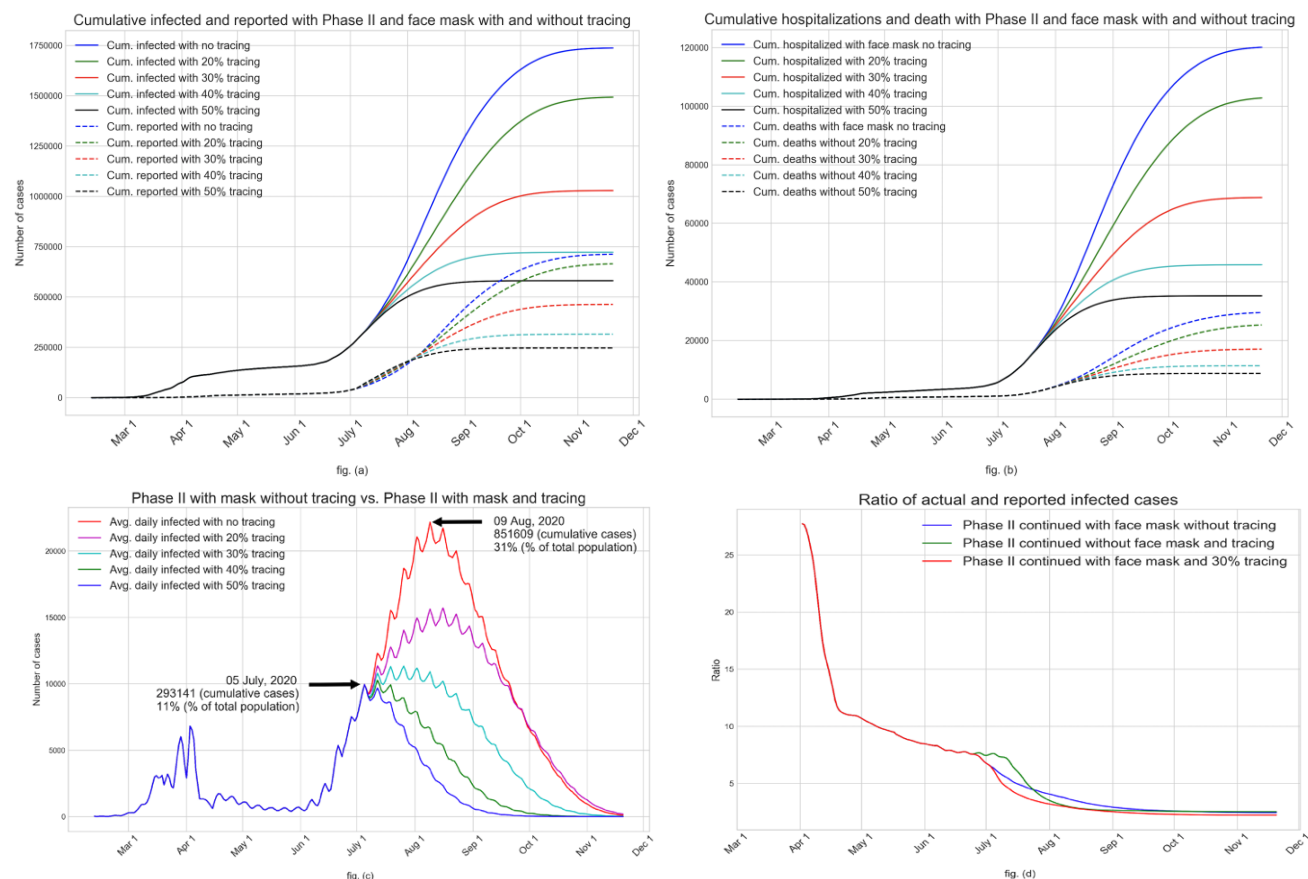 Cumulative infected and reported with Phase II and face mask with and without tracing
1750000
1500000
1250000
1000000
750000
500000
250000
0
Number of cases
Cum. infected with no tracing
Cum. infected with 20% tracing
Cum. infected with 30% tracing
Cum. infected with 40% tracing
Cum. infected with 50% tracing
Cum. reported with no tracing
Cum. reported with 20% tracing
Cum. reported with 30% tracing
Cum. reported with 40% tracing
Cum. reported with 50% tracing
Mar 1 Apr 1 May 1 Jun 1 July 1 Aug 1 Sep 1 Oct 1 Nov 1 Dec 1
fig. (a)
Cumulative hospitalizations and death with Phase II and face mask with and without tracing
120000
100000
80000
60000
40000
20000
0
Number of cases
Cum. hospitalized with face mask no tracing
Cum. hospitalized with 20% tracing
Cum. hospitalized with 30% tracing
Cum. hospitalized with 40% tracing
Cum. hospitalized with 50% tracing
Cum. deaths with face mask no tracing
Cum. deaths without 20% tracing
Cum. deaths without 30% tracing
Cum. deaths without 40% tracing
Cum. deaths without 50% tracing
Mar 1 Apr 1 May 1 Jun 1 July 1 Aug 1 Sep 1 Oct 1 Nov 1 Dec 1
fig. (b)
Phase II with mask without tracing vs. Phase II with mask and tracing
20000
15000
10000
5000
0
Number of cases
Avg. daily infected with no tracing
Avg. daily infected with 20% tracing
Avg. daily infected with 30% tracing
Avg. daily infected with 40% tracing
Avg. daily infected with 50% tracing
09 Aug, 2020
851609 (cumulative cases)
31% (% of total population)
05 July, 2020
293141 (cumulative cases)
11% (% of total population)
Mar 1 Apr 1 May 1 Jun 1 July 1 Aug 1 Sep 1 Oct 1 Nov 1 Dec 1
fig. (c)
Ratio of actual and reported infected cases
25
20
15
10
5
Ratio
Phase II continued with face mask without tracing
Phase II continued without face mask and tracing
Phase II continued with face mask and 30% tracing
Mar 1 Apr 1 May 1 Jun 1 July 1 Aug 1 Sep 1 Oct 1 Nov 1 Dec 1
fig. (d)